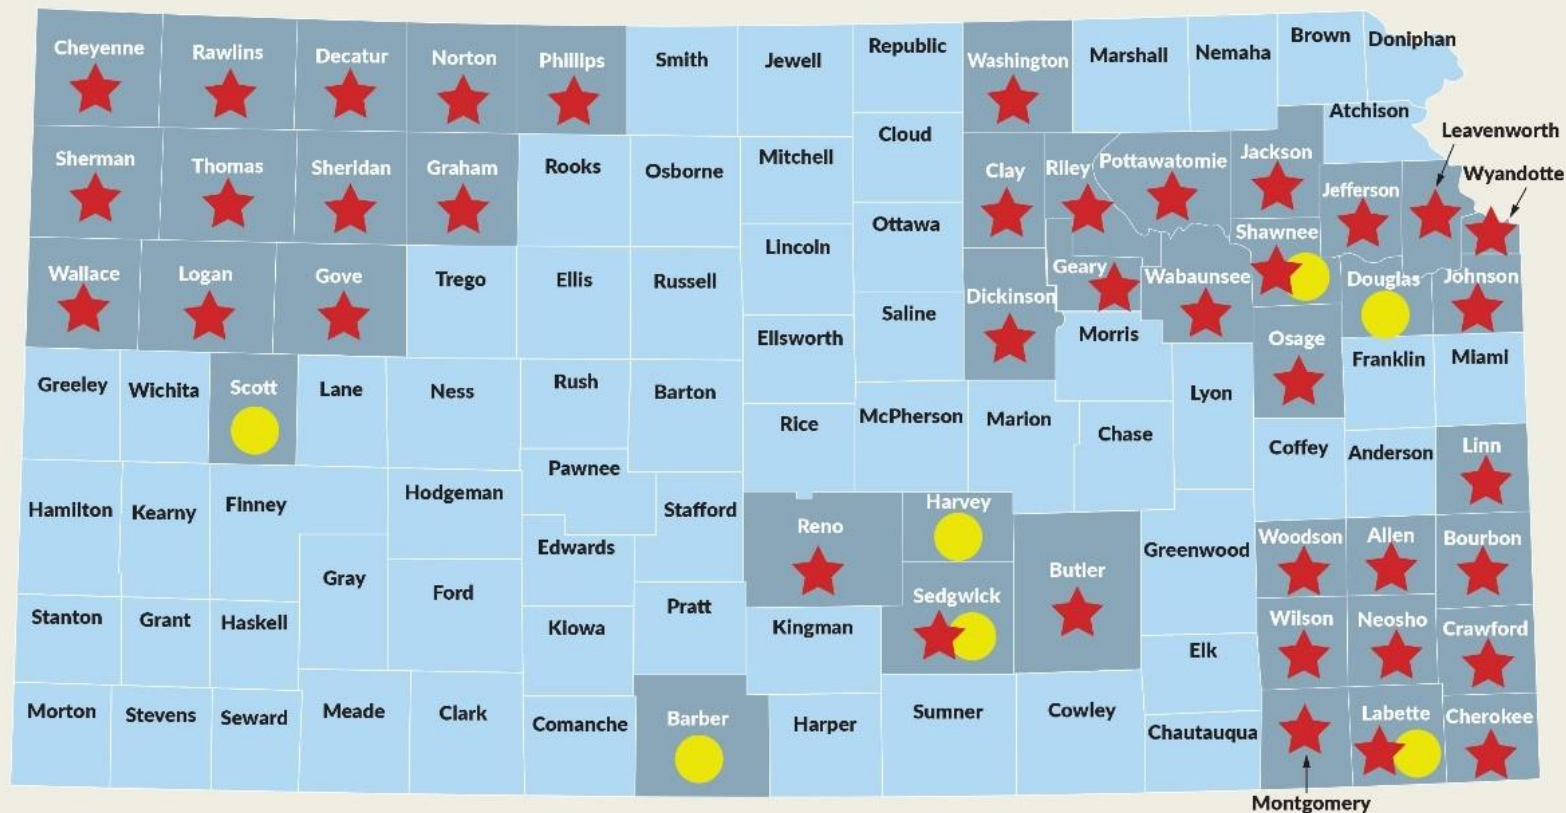 Cheyenne
Rawlins
Decatur
Norton
Phillips
Smith
Jewell
Republic
Washington
Marshall
Nemaha
Brown
Doniphan
Atchison
Leavenworth
Wyandotte
Sherman
Thomas
Sheridan
Graham
Rooks
Osborne
Mitchell
Cloud
Clay
Riley
Pottawatomie
Jackson
Jefferson
Shawnee
Wallace
Logan
Gove
Trego
Ellis
Russell
Lincoln
Ottawa
Saline
Dickinson
Geary
Wabaunsee
Douglas
Johnson
Ellsworth
Morris
Osage
Franklin
Miami
Greeley
Wichita
Scott
Lane
Ness
Rush
Barton
Rice
McPherson
Marion
Chase
Lyon
Coffey
Anderson
Linn
Hamilton
Kearny
Finney
Hodgeman
Pawnee
Stafford
Reno
Harvey
Butler
Greenwood
Woodson
Allen
Bourbon
Gray
Ford
Edwards
Pratt
Sedgwick
Stanton
Grant
Haskell
Kiowa
Kingman
Elk
Wilson
Neosho
Crawford
Morton
Stevens
Seward
Meade
Clark
Comanche
Barber
Harper
Sumner
Cowley
Chautauqua
Labette
Cherokee
Montgomery